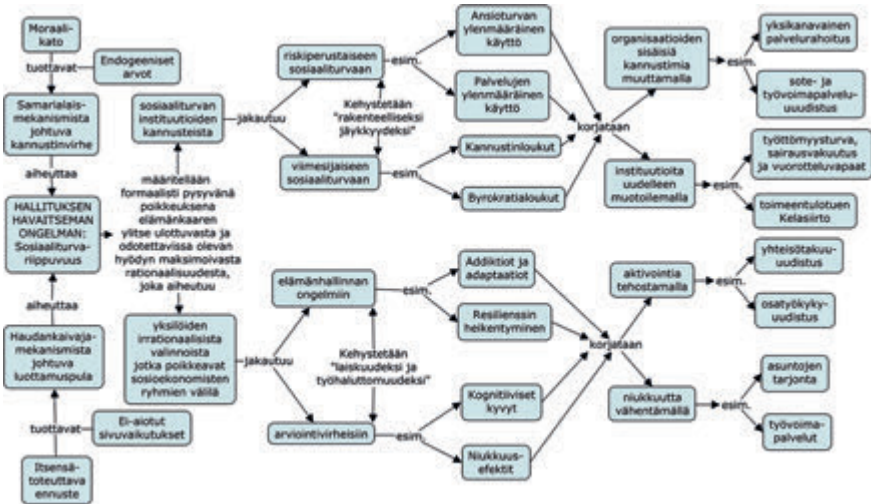 Moraali-
kato
tuottavat
Endogeeniset
arvot
Samarialais-
mekanismista
johtuva
kannustinvirhe
aiheuttaa
HALLITUKSEN
HAVAITSEMAN
ONGELMAN:
Sosiaaliturva-
riippuvuus
aiheuttaa
Haudankaivaja-
mekanismista
johtuva
luottamuspula
tuottavat
Ei-aiotut
sivuvaikutukset
Itsensä-
toteuttava
ennuste
sosiaaliturvan
instituutioiden
kannusteista
määritellään
formaalisti pysyvänä
poikkeuksena
elämänkaaren
ylitse ulottuvasta ja
odotettavissa olevan
hyödyn maksimoivasta
rationaalisuudesta,
joka aiheutuu
yksilöiden
irrationaalisista
valinnoista
jotka poikkeavat
sosioekonomisten
ryhmien välilä
jakautuu
riskiperustaiseen
sosiaaliturvaan
Kehystetään
"rakenteelliseksi
jäykkyydeksi"
viimesijaiseen
sosiaaliturvaan
esim.
esim.
Ansioturvan
ylenmääräinen
käyttö
Palvelujen
ylenmääräinen
käyttö
Kannustinloukut
Byrokratialoukut
korjataan
organisaatioiden
sisäisiä
kannustimia
muuttamalla
esim.
yksikanavainen
palvelurahoitus
sote- ja
työvoimapalvelu-
uudistus
instituutioita
uudelleen
muotoilemalla
esim.
työttömyysturva,
sairausvakuutus
ja vuorotteluvapaat
toimeentulotuen
Kelasiirto
jakautuu
elämänhallinnan
ongelmiin
Kehystetään
"laiskuudeksi ja
työhaluttomuudeksi"
arviointivirheisiin
esim.
esim.
Addiktiot ja
adaptaatiot
Resilienssin
heikentyminen
Kognitiiviset
kyvyt
Niukkuus-
efektit
korjataan
aktivointia
tehostamalla
esim.
yhteisötakuu-
uudistus
osatyökyky-
uudistus
niukkuutta
vähentämällä
esim.
asuntojen
tarjonta
työvoima-
palvelut